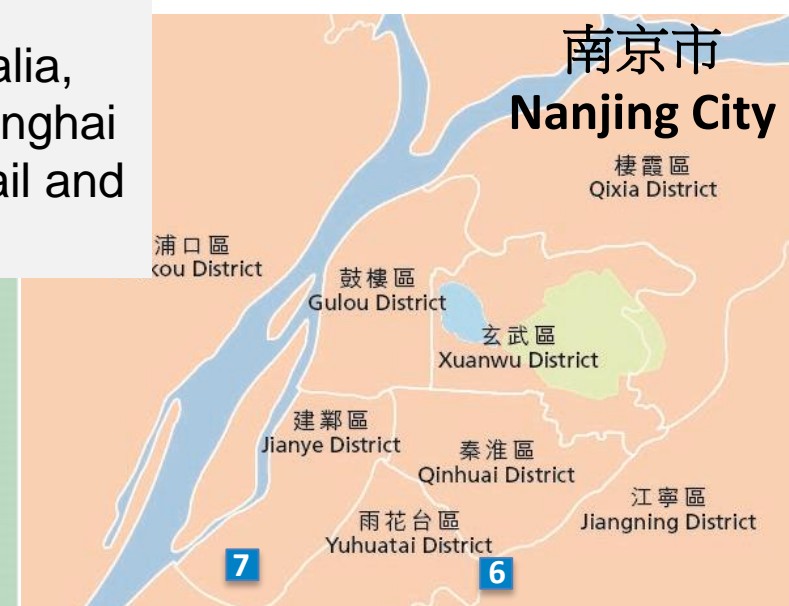 alia,
nghai
ail and
南京市
Nanjing City
棲霞區
Qixia District
浦口區
kou District
鼓樓區
Gulou District
玄武區
Xuanwu District
建鄴區
Jianye District
秦淮區
Qinhuai District
江寧區
Jiangning District
雨花台區
Yuhuatai District
7
6